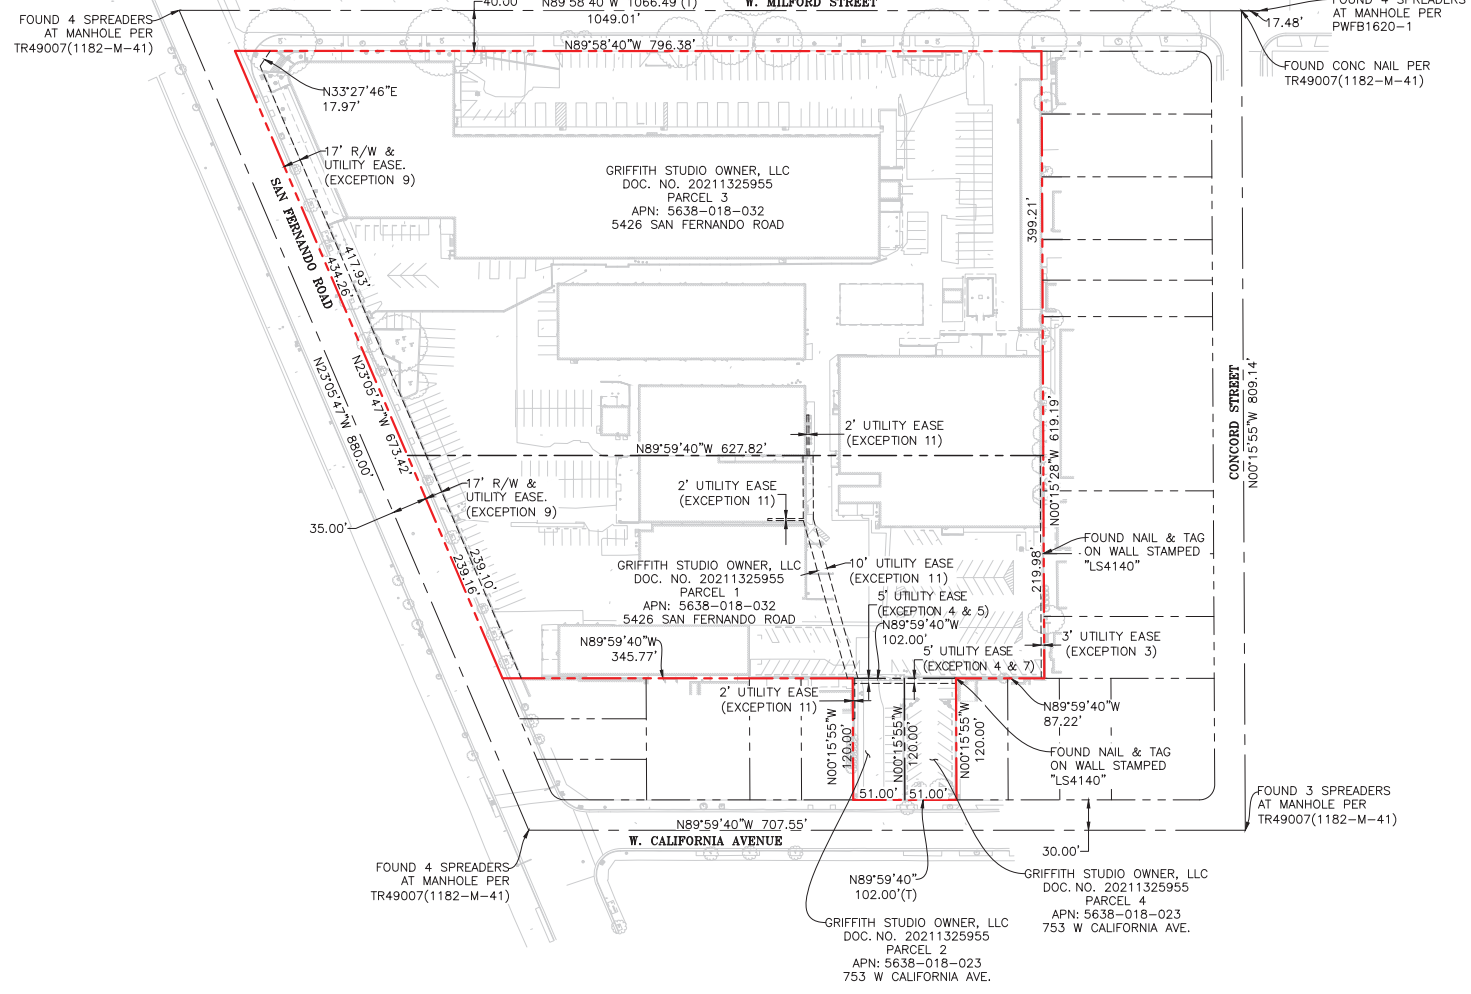 40.00'
N89°58'40"W 1066.49'(T)
1049.01'
W. MILFORD STREET
FOUND 4 SPREADERS
AT MANHOLE PER
TR49007(1182-M-41)
FOUND 4 SPREADERS
AT MANHOLE PER
PWFB1620-1
17.48'
FOUND CONC NAIL PER
TR49007(1182-M-41)
N89°58'40"W 796.38'
N33°27'46"E
17.97'
17' R/W &
UTILITY EASE.
(EXCEPTION 9)
SAN FERNANDO ROAD
GRIFFITH STUDIO OWNER, LLC
DOC. NO. 20211325955
PARCEL 3
APN: 5638-018-032
5426 SAN FERNANDO ROAD
399.21'
417.93'
434.26'
N23°05'47"W 673.42'
N23°05'47"W 880.00'
CONCORD STREET
N00°15'55"W 809.14'
N00°15'28"W 619.19'
2' UTILITY EASE
(EXCEPTION 11)
N89°59'40"W 627.82'
2' UTILITY EASE
(EXCEPTION 11)
17' R/W &
UTILITY EASE.
(EXCEPTION 9)
35.00'
239.10'
239.16'
FOUND NAIL & TAG
ON WALL STAMPED
"LS4140"
219.98'
GRIFFITH STUDIO OWNER, LLC
DOC. NO. 20211325955
PARCEL 1
APN: 5638-018-032
5426 SAN FERNANDO ROAD
10' UTILITY EASE
(EXCEPTION 11)
5' UTILITY EASE
(EXCEPTION 4 & 5)
N89°59'40"W
102.00'
5' UTILITY EASE
(EXCEPTION 4 & 7)
3' UTILITY EASE
(EXCEPTION 3)
N89°59'40"W
345.77'
2' UTILITY EASE
(EXCEPTION 11)
N00°15'55"W
120.00'
N00°15'55"W
120.00'
N00°15'55"W
120.00'
N89°59'40"W
87.22'
FOUND NAIL & TAG
ON WALL STAMPED
"LS4140"
51.00'
51.00'
FOUND 3 SPREADERS
AT MANHOLE PER
TR49007(1182-M-41)
N89°59'40"W 707.55'
W. CALIFORNIA AVENUE
30.00'
FOUND 4 SPREADERS
AT MANHOLE PER
TR49007(1182-M-41)
N89°59'40"
102.00'(T)
GRIFFITH STUDIO OWNER, LLC
DOC. NO. 20211325955
PARCEL 4
APN: 5638-018-023
753 W CALIFORNIA AVE.
GRIFFITH STUDIO OWNER, LLC
DOC. NO. 20211325955
PARCEL 2
APN: 5638-018-023
753 W CALIFORNIA AVE.